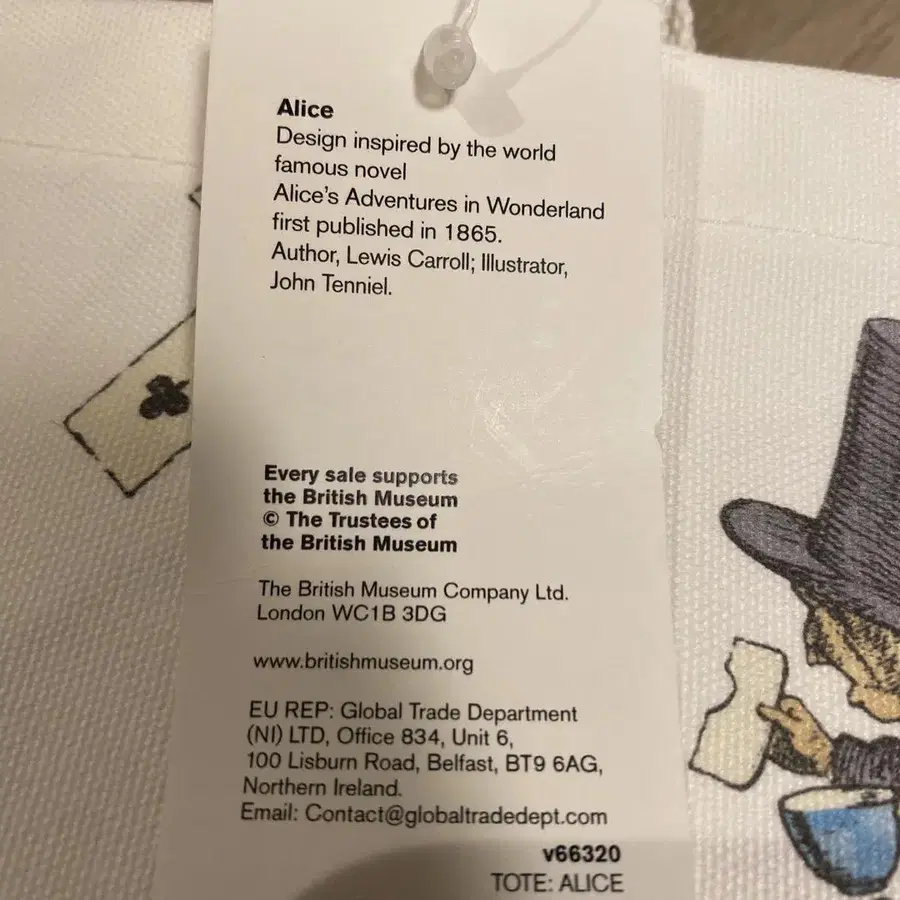 Alice
Design inspired by the world
famous novel
Alice's Adventures in Wonderland
first published in 1865.
Author, Lewis Carroll; Illustrator,
John Tenniel.
Every sale supports
the British Museum
© The Trustees of
the British Museum
The British Museum Company Ltd.
London WC1B 3DG
www.britishmuseum.org
EU REP: Global Trade Department
(NI) LTD, Office 834, Unit 6,
100 Lisburn Road, Belfast, BT9 6AG,
Northern Ireland.
Email: Contact@globaltradedept.com
v66320
TOTE: ALICE